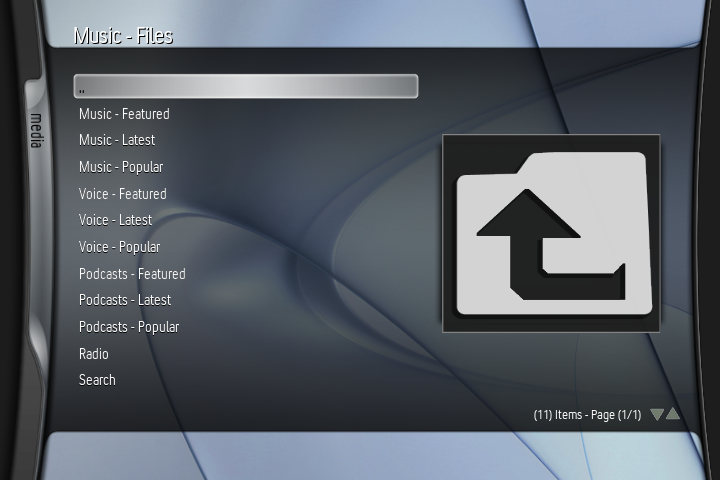 Music - Files
media
..
Music - Featured
Music - Latest
Music - Popular
Voice - Featured
Voice - Latest
Voice - Popular
Podcasts - Featured
Podcasts - Latest
Podcasts - Popular
Radio
Search
(11) Items - Page (1/1)